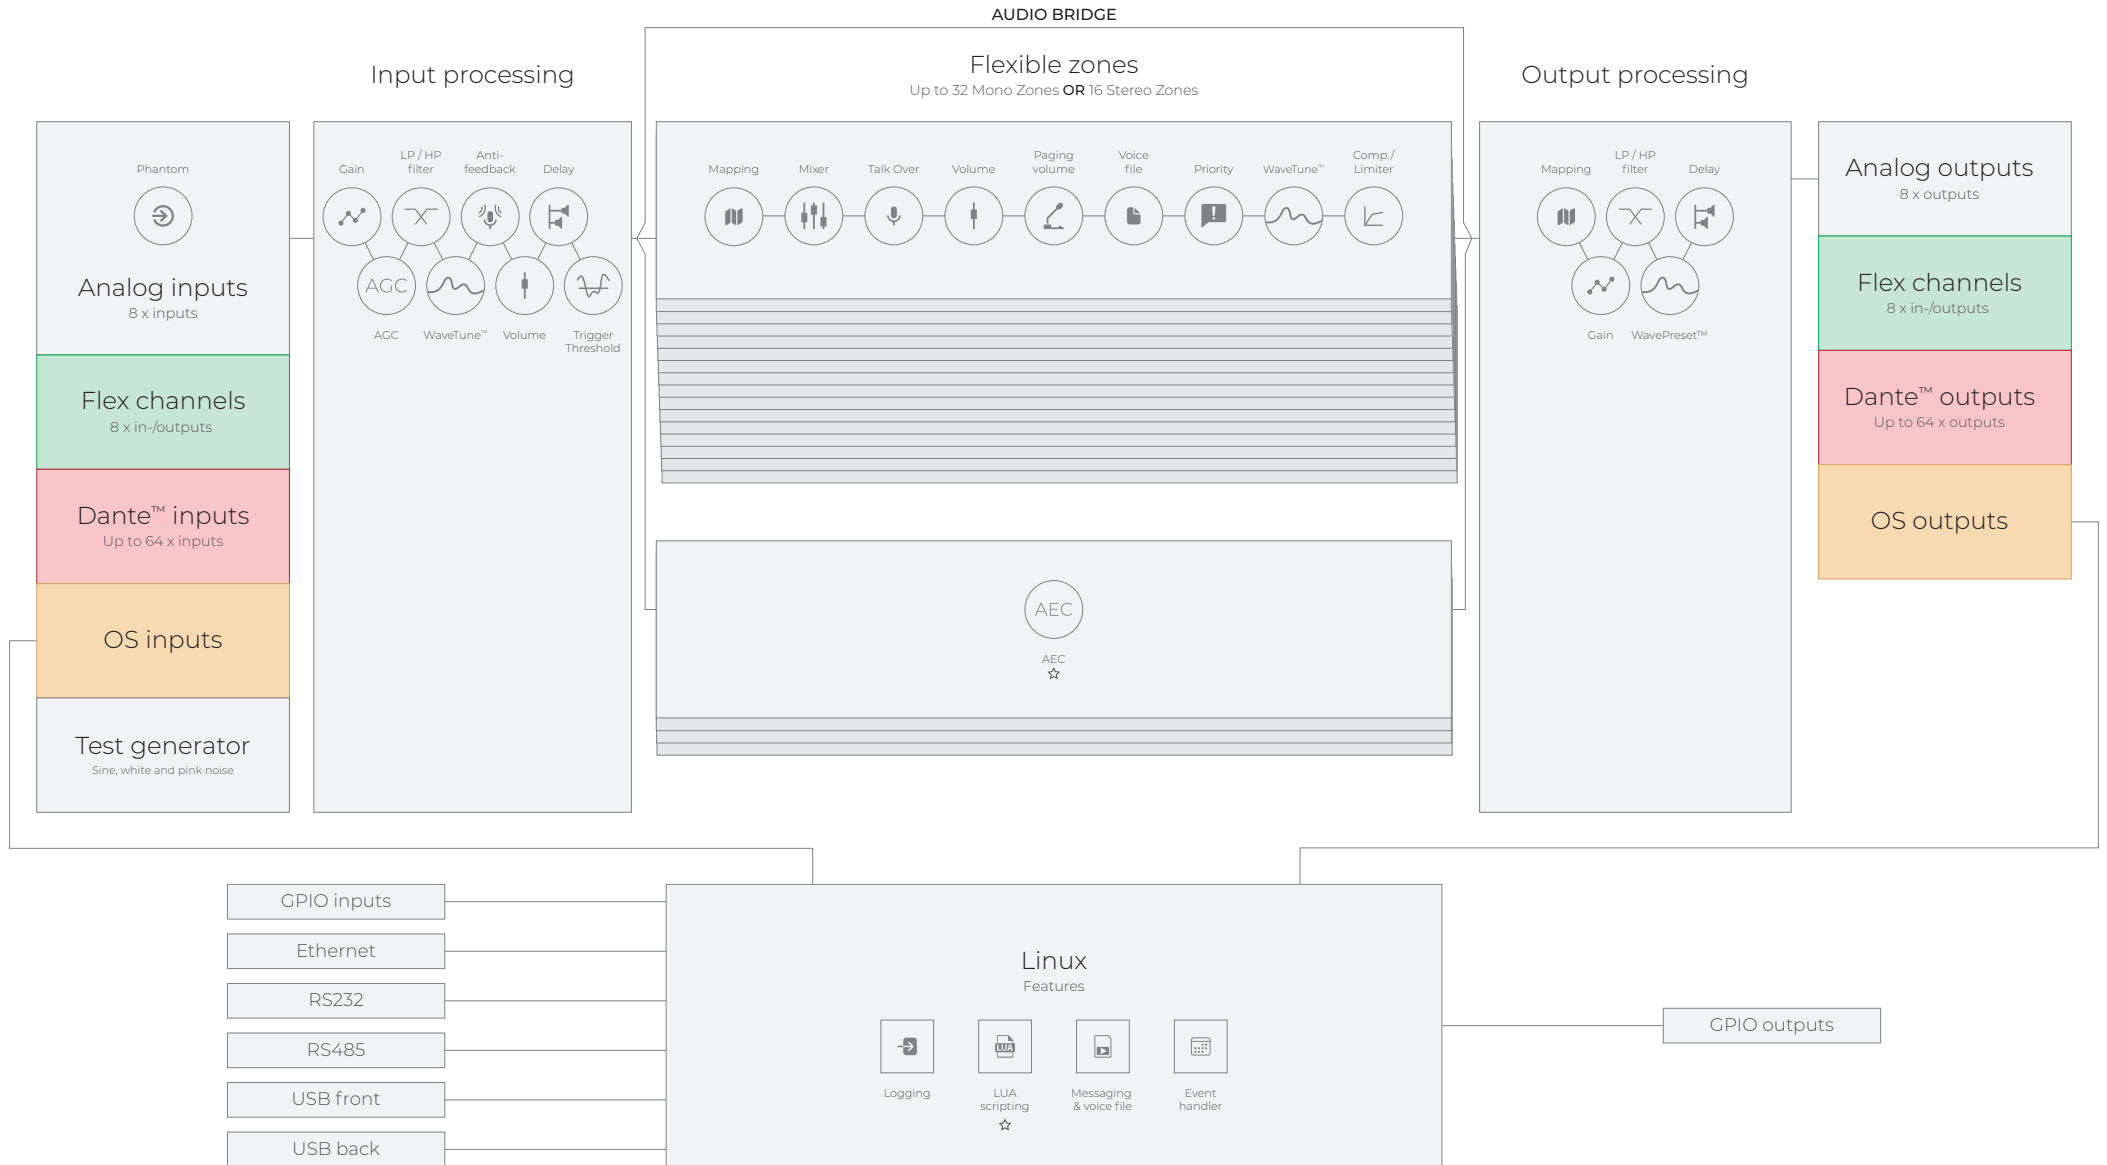 AUDIO BRIDGE
Input processing
Flexible zones
Up to 32 Mono Zones OR 16 Stereo Zones
Output processing
Phantom
Analog inputs
8 x inputs
Flex channels
8 x in-/outputs
Dante™ inputs
Up to 64 x inputs
OS inputs
Test generator
Sine, white and pink noise
Gain
LP / HP
filter
Anti-
feedback
Delay
AGC
AGC
WaveTune™
Volume
Trigger
Threshold
Mapping
Mixer
Talk Over
Volume
Paging
volume
Voice
file
Priority
WaveTune™
Comp./
Limiter
AEC
AEC
Mapping
LP / HP
filter
Delay
Gain
WavePreset™
Analog outputs
8 x outputs
Flex channels
8 x in-/outputs
Dante™ outputs
Up to 64 x outputs
OS outputs
GPIO inputs
Ethernet
RS232
RS485
USB front
USB back
Linux
Features
LUA
Logging
LUA
scripting
Messaging
& voice file
Event
handler
GPIO outputs